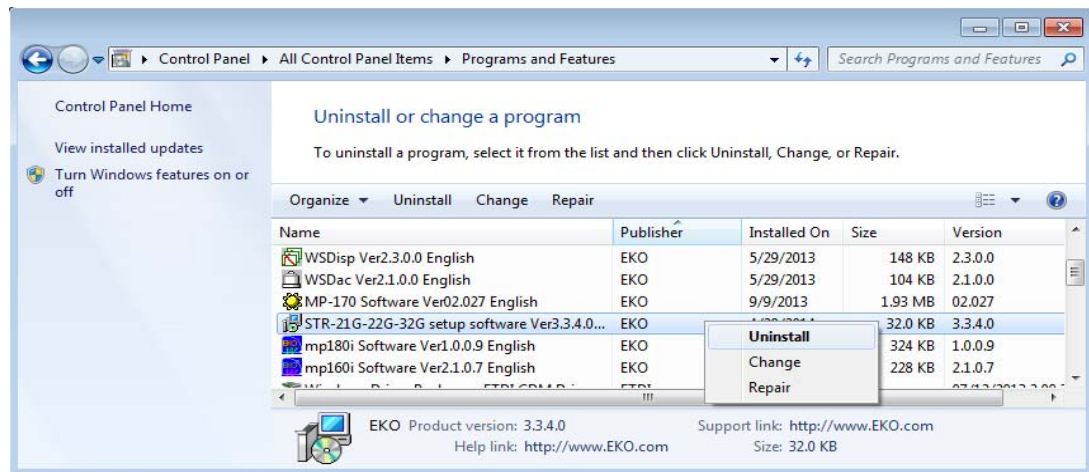 Control Panel ▸ All Control Panel Items ▸ Programs and Features
Search Programs and Features
Control Panel Home
View installed updates
Turn Windows features on or
off
Uninstall or change a program
To uninstall a program, select it from the list and then click Uninstall, Change, or Repair.
Organize Uninstall Change Repair
Name Publisher Installed On Size Version
WSDisp Ver2.3.0.0 English EKO 5/29/2013 148 KB 2.3.0.0
WSDac Ver2.1.0.0 English EKO 5/29/2013 104 KB 2.1.0.0
MP-170 Software Ver02.027 English EKO 9/9/2013 1.93 MB 02.027
STR-21G-22G-32G setup software Ver3.3.4.0... EKO 32.0 KB 3.3.4.0
mp180i Software Ver1.0.0.9 English EKO 324 KB 1.0.0.9
mp160i Software Ver2.1.0.7 English EKO 228 KB 2.1.0.7
Uninstall
Change
Repair
EKO Product version: 3.3.4.0 Support link: http://www.EKO.com
Help link: http://www.EKO.com Size: 32.0 KB